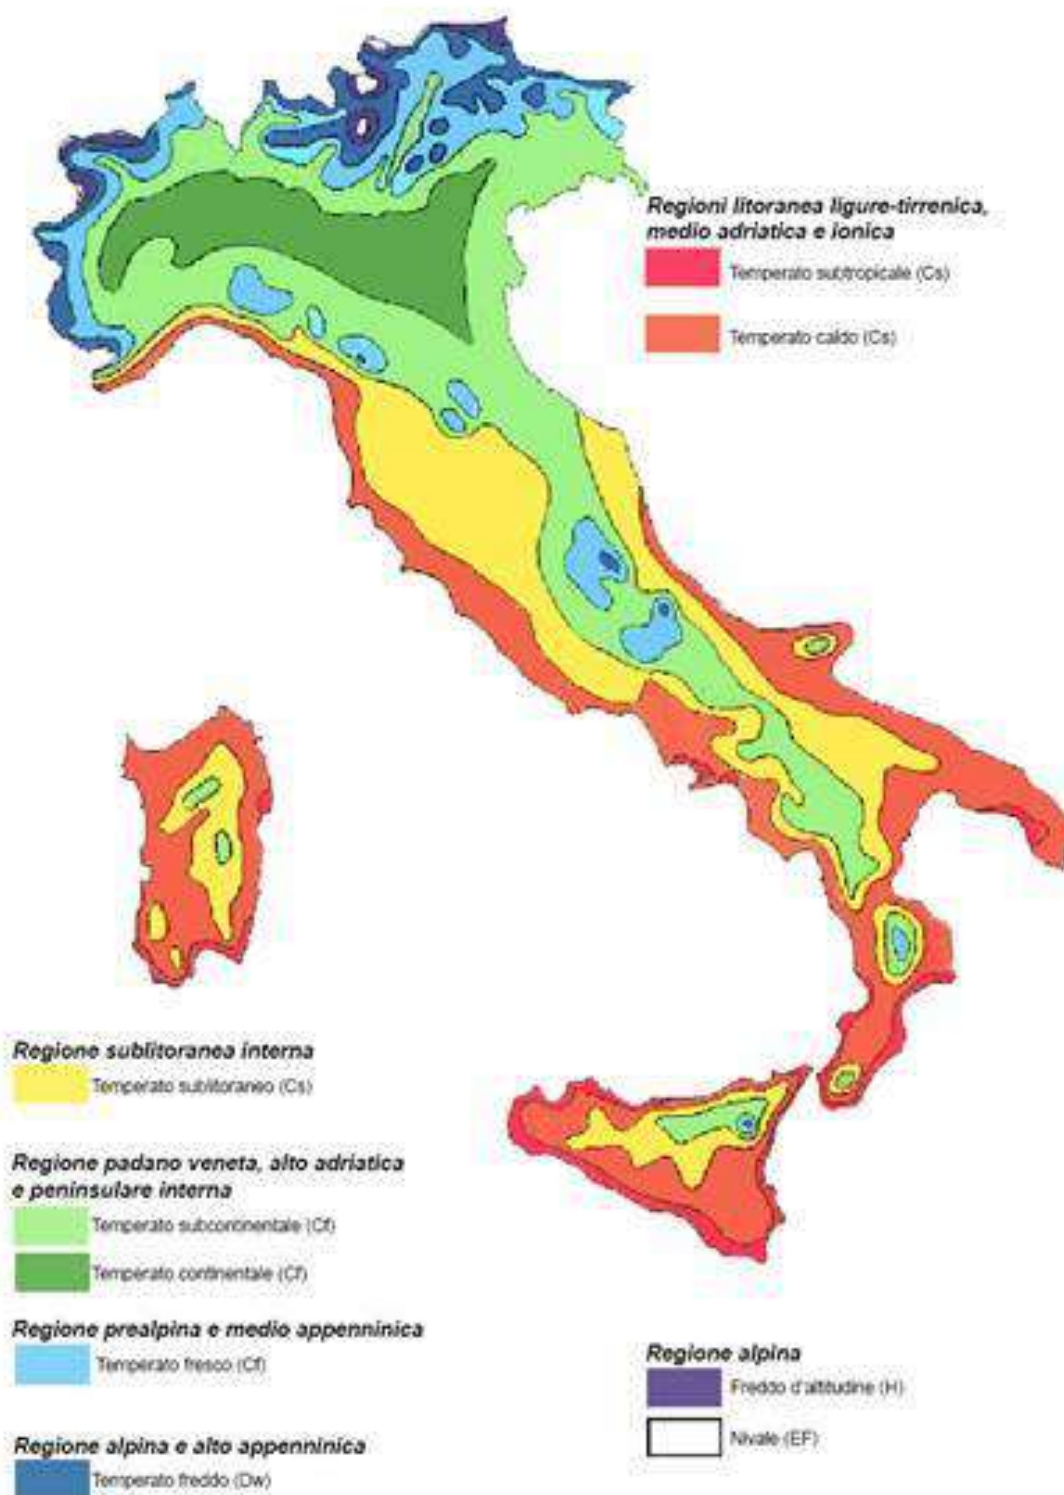 Regioni litoranea ligure-tirrenica,
medio adriatica e ionica
Temperato subtropicale (Cs)
Temperato caldo (Cs)
Regione sublitoranea interna
Temperato sublitoraneo (Cs)
Regione padano veneta, alto adriatica
e peninsulare interna
Temperato subcontinentale (Cf)
Temperato continentale (Cf)
Regione prealpina e medio appenninica
Temperato fresco (Cf)
Regione alpina e alto appenninica
Temperato freddo (Dw)
Regione alpina
Freddo d'altitudine (H)
Nivale (EF)